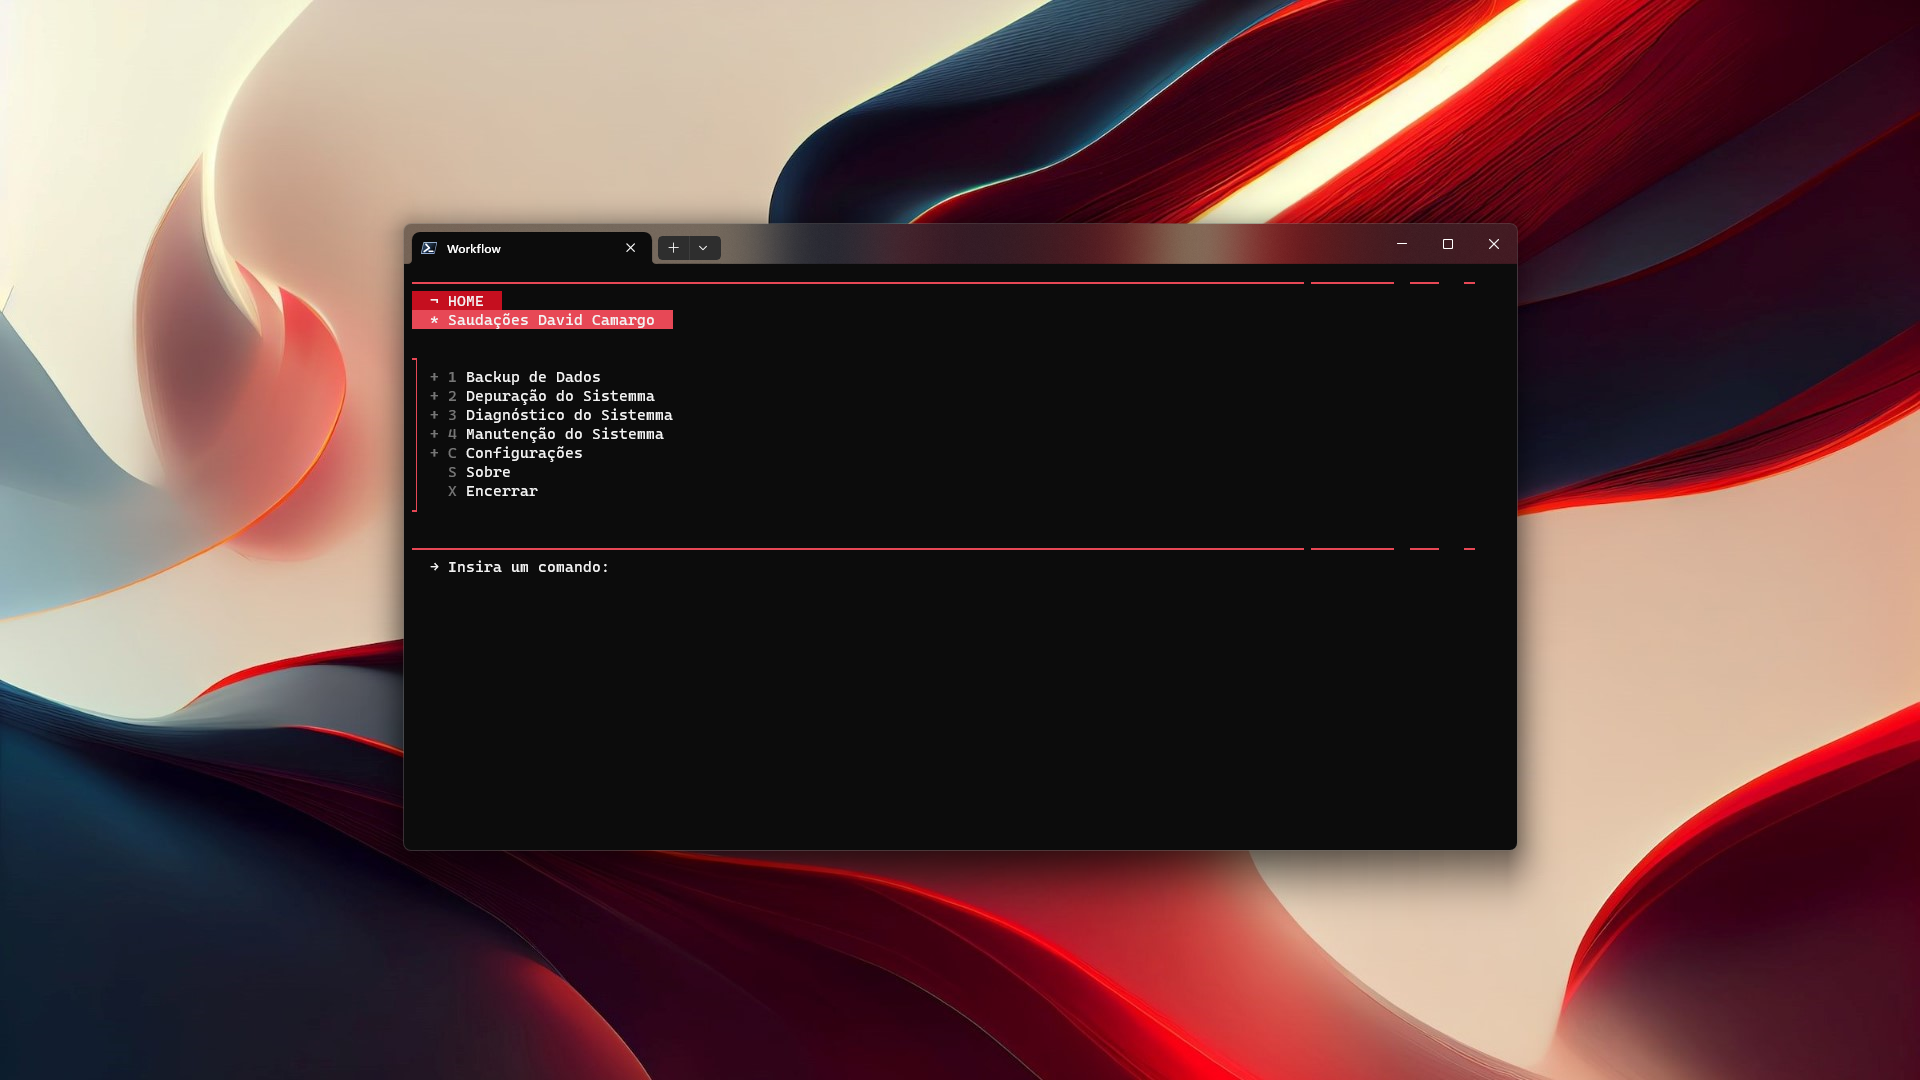 Workflow
¬ HOME
* Saudações David Camargo
+ 1 Backup de Dados
+ 2 Depuração do Sistemma
+ 3 Diagnóstico do Sistemma
+ 4 Manutenção do Sistemma
+ C Configurações
S Sobre
X Encerrar
→ Insira um comando: